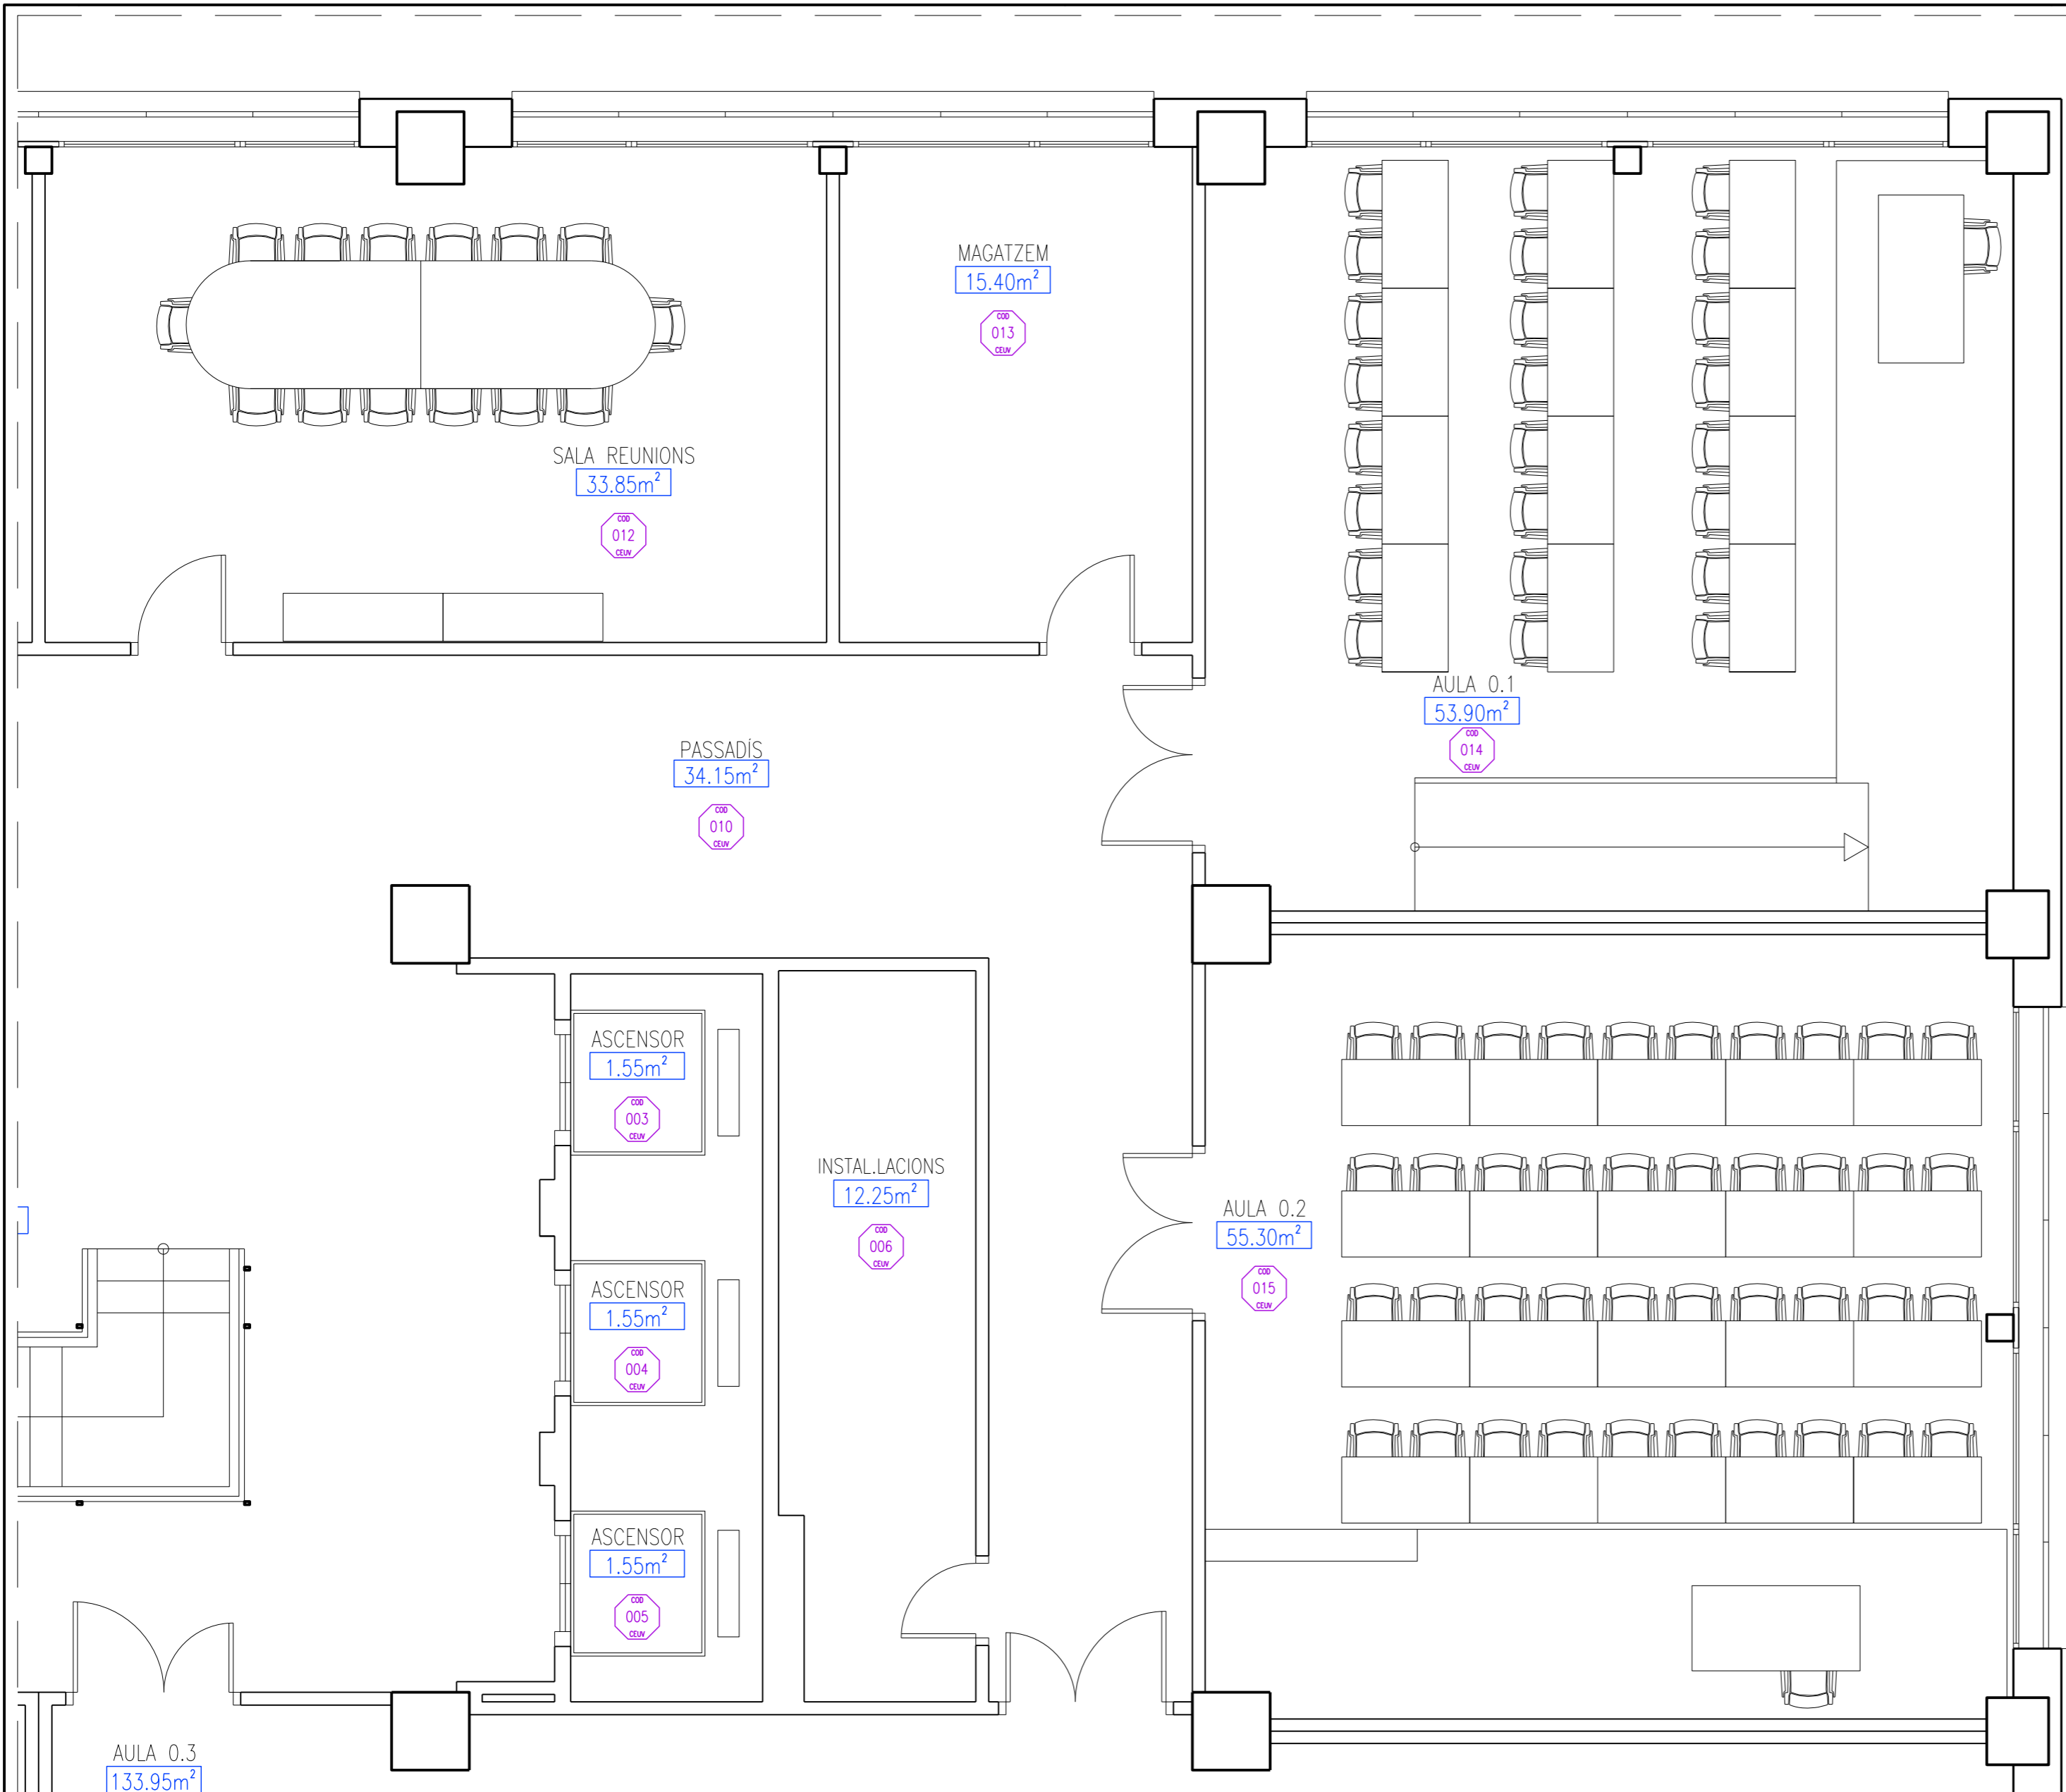 MAGATZEM
15.40m²
COD
013
CEUV
SALA REUNIONS
33.85m²
COD
012
CEUV
AULA 0.1
53.90m²
COD
014
CEUV
PASSADÍS
34.15m²
COD
010
CEUV
ASCENSOR
1.55m²
COD
003
CEUV
INSTAL.LACIONS
12.25m²
COD
006
CEUV
AULA 0.2
55.30m²
COD
015
CEUV
ASCENSOR
1.55m²
COD
004
CEUV
ASCENSOR
1.55m²
COD
005
CEUV
AULA 0.3
133.95m²